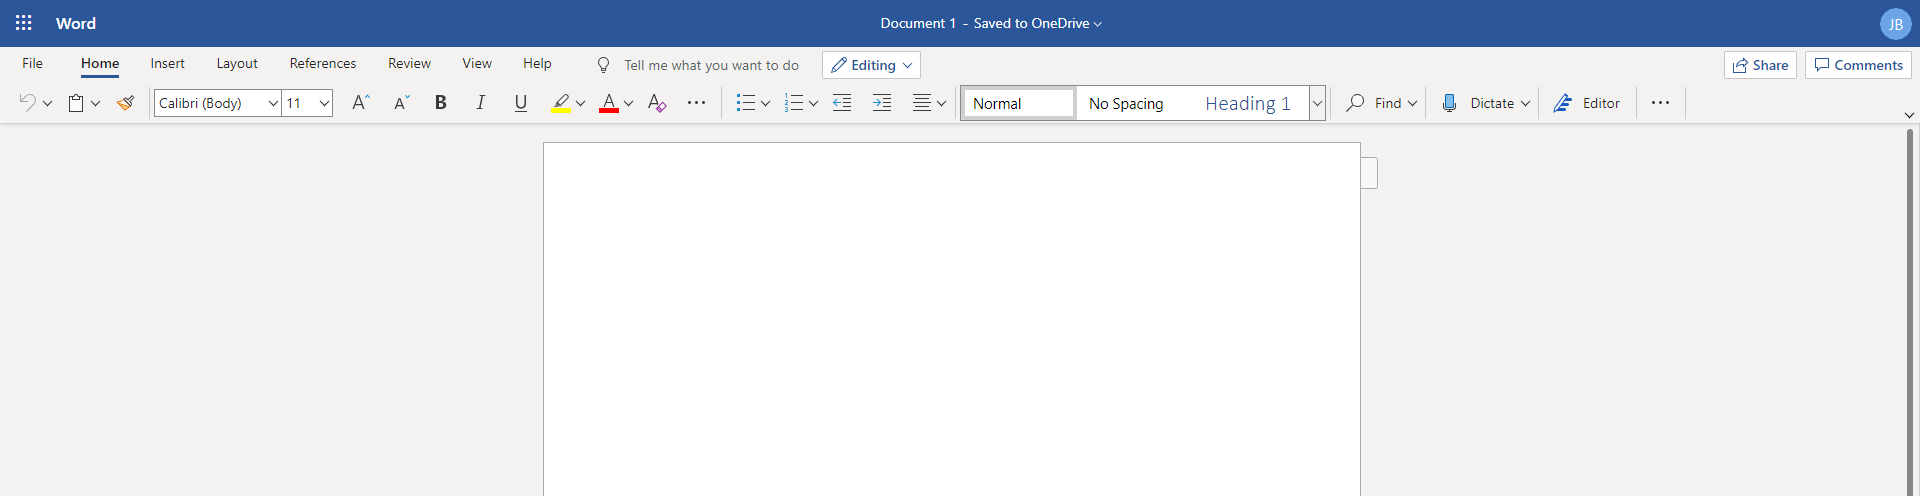 Word
Document 1 - Saved to OneDrive
JB
File Home Insert Layout References Review View Help Tell me what you want to do Editing Share Comments
Calibri (Body) 11 A A B I U A A Normal No Spacing Heading 1 Find Dictate Editor